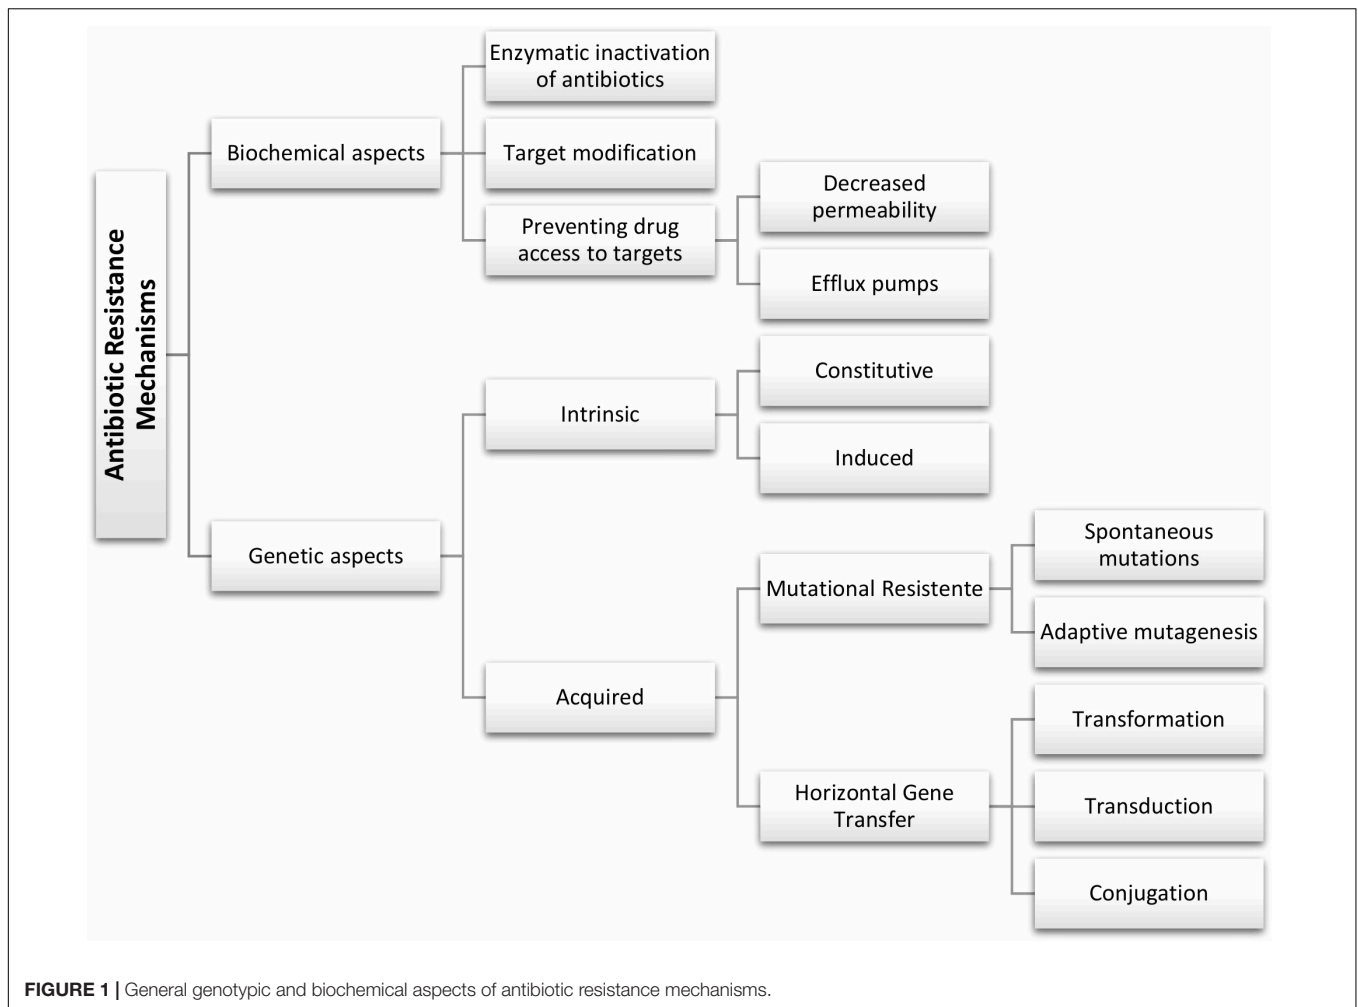 Antibiotic Resistance
Mechanisms
Biochemical aspects
Enzymatic inactivation
of antibiotics
Target modification
Preventing drug
access to targets
Decreased
permeability
Efflux pumps
Genetic aspects
Intrinsic
Constitutive
Induced
Acquired
Mutational Resistente
Spontaneous
mutations
Adaptive mutagenesis
Horizontal Gene
Transfer
Transformation
Transduction
Conjugation
FIGURE 1 | General genotypic and biochemical aspects of antibiotic resistance mechanisms.